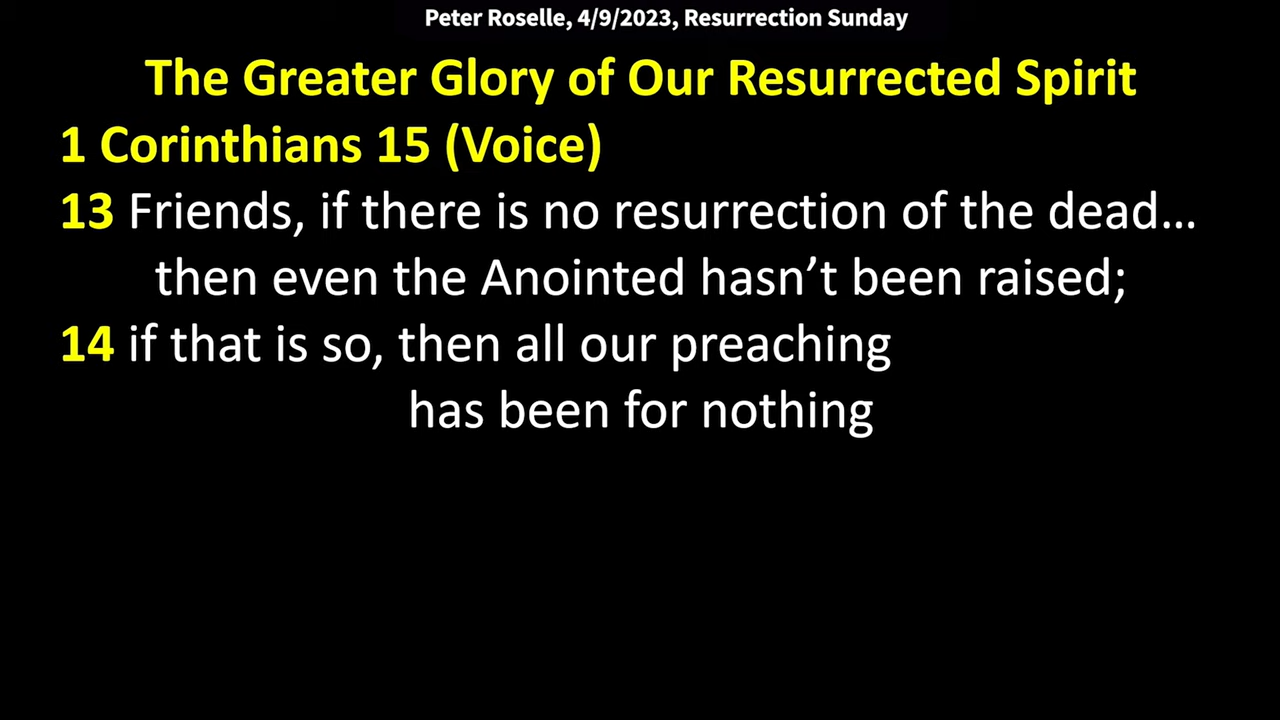 Peter Roselle, 4/9/2023, Resurrection Sunday
The Greater Glory of Our Resurrected Spirit
1 Corinthians 15 (Voice)
13 Friends, if there is no resurrection of the dead…
then even the Anointed hasn’t been raised;
14 if that is so, then all our preaching
has been for nothing